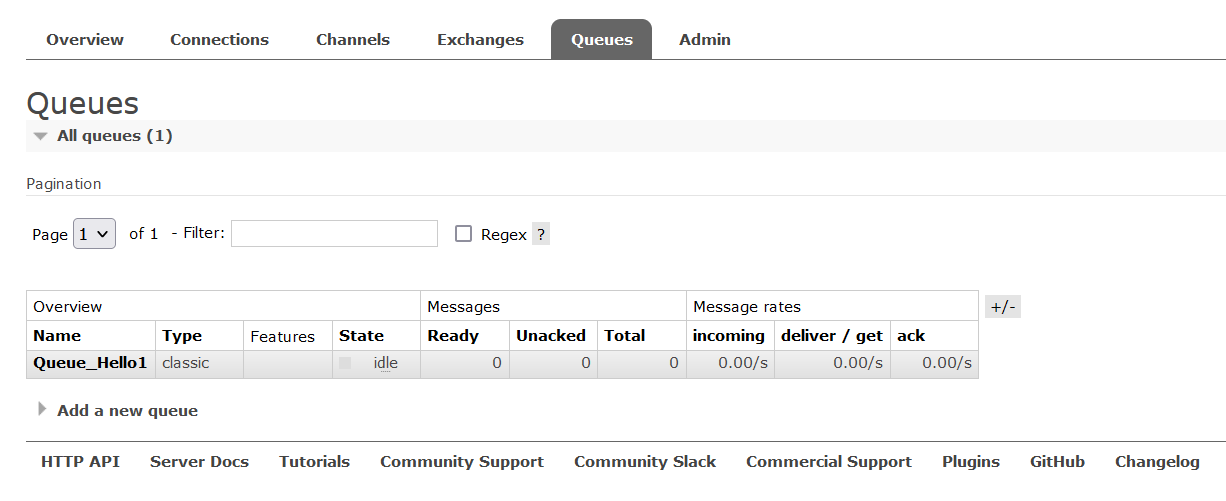 Overview Connections Channels Exchanges Queues Admin
Queues
All queues (1)
Pagination
Page 1 of 1 - Filter: Regex ?
Overview Messages Message rates +/-
Name Type Features State Ready Unacked Total incoming deliver / get ack
Queue_Hello1 classic idle 0 0 0 0.00/s 0.00/s 0.00/s
Add a new queue
HTTP API Server Docs Tutorials Community Support Community Slack Commercial Support Plugins GitHub Changelog